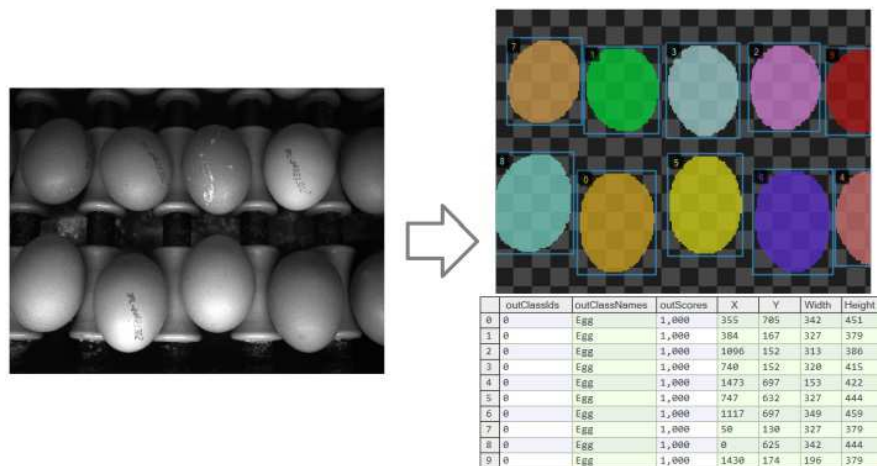 7
1
3
2
9
8
0
5
6
4
outClassIds outClassNames outScores X Y Width Height
0 0 Egg 1,000 355 705 342 451
1 0 Egg 1,000 384 167 327 379
2 0 Egg 1,000 1096 152 313 386
3 0 Egg 1,000 740 152 320 415
4 0 Egg 1,000 1473 697 153 422
5 0 Egg 1,000 747 632 327 444
6 0 Egg 1,000 1117 697 349 459
7 0 Egg 1,000 50 130 327 379
8 0 Egg 1,000 0 625 342 444
9 0 Egg 1,000 1430 174 196 379